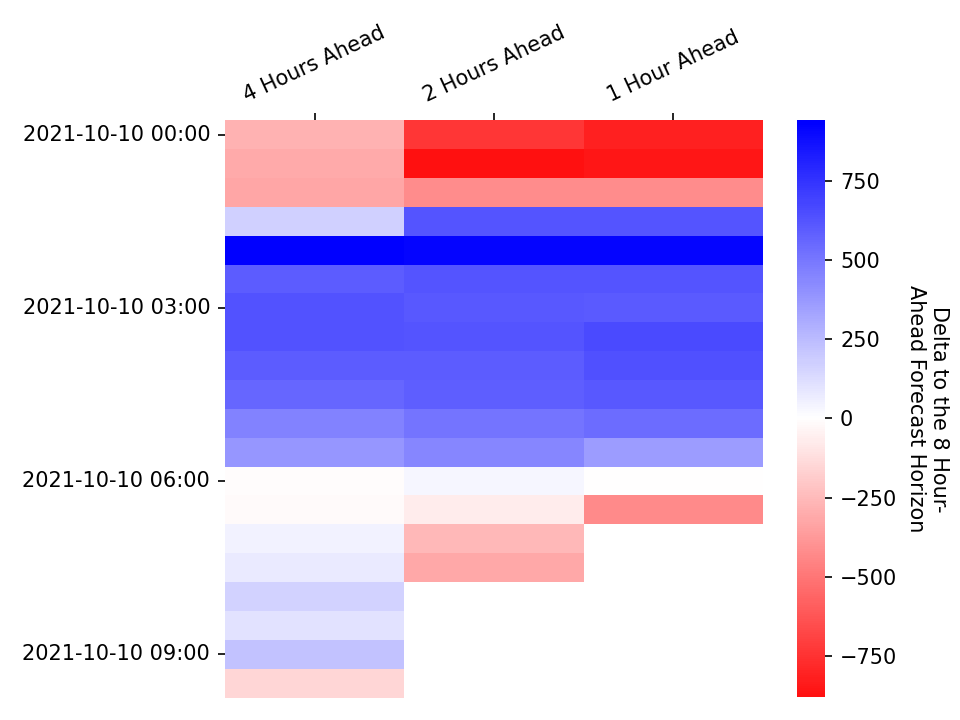 4 Hours Ahead
2 Hours Ahead
1 Hour Ahead
2021-10-10 00:00
2021-10-10 03:00
2021-10-10 06:00
2021-10-10 09:00
750
500
250
0
−250
−500
−750
Delta to the 8 Hour-
Ahead Forecast Horizon